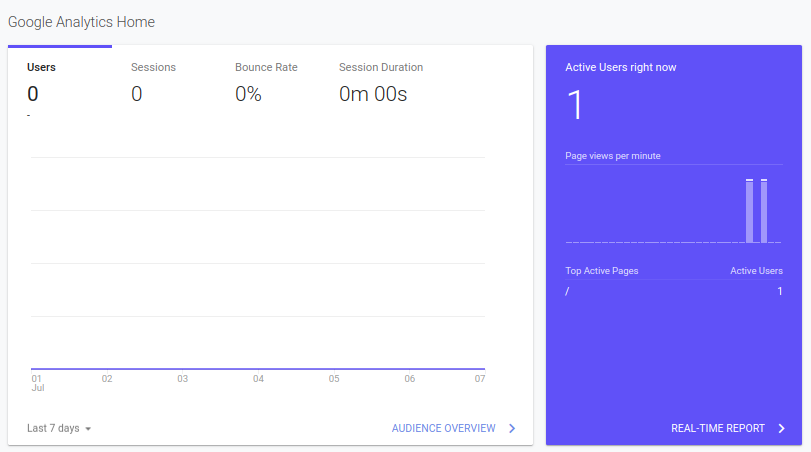 Google Analytics Home
Users Sessions Bounce Rate Session Duration
0 0 0% 0m 00s
-
01 02 03 04 05 06 07
Jul
Last 7 days AUDIENCE OVERVIEW
Active Users right now
1
Page views per minute
Top Active Pages Active Users
/ 1
REAL-TIME REPORT